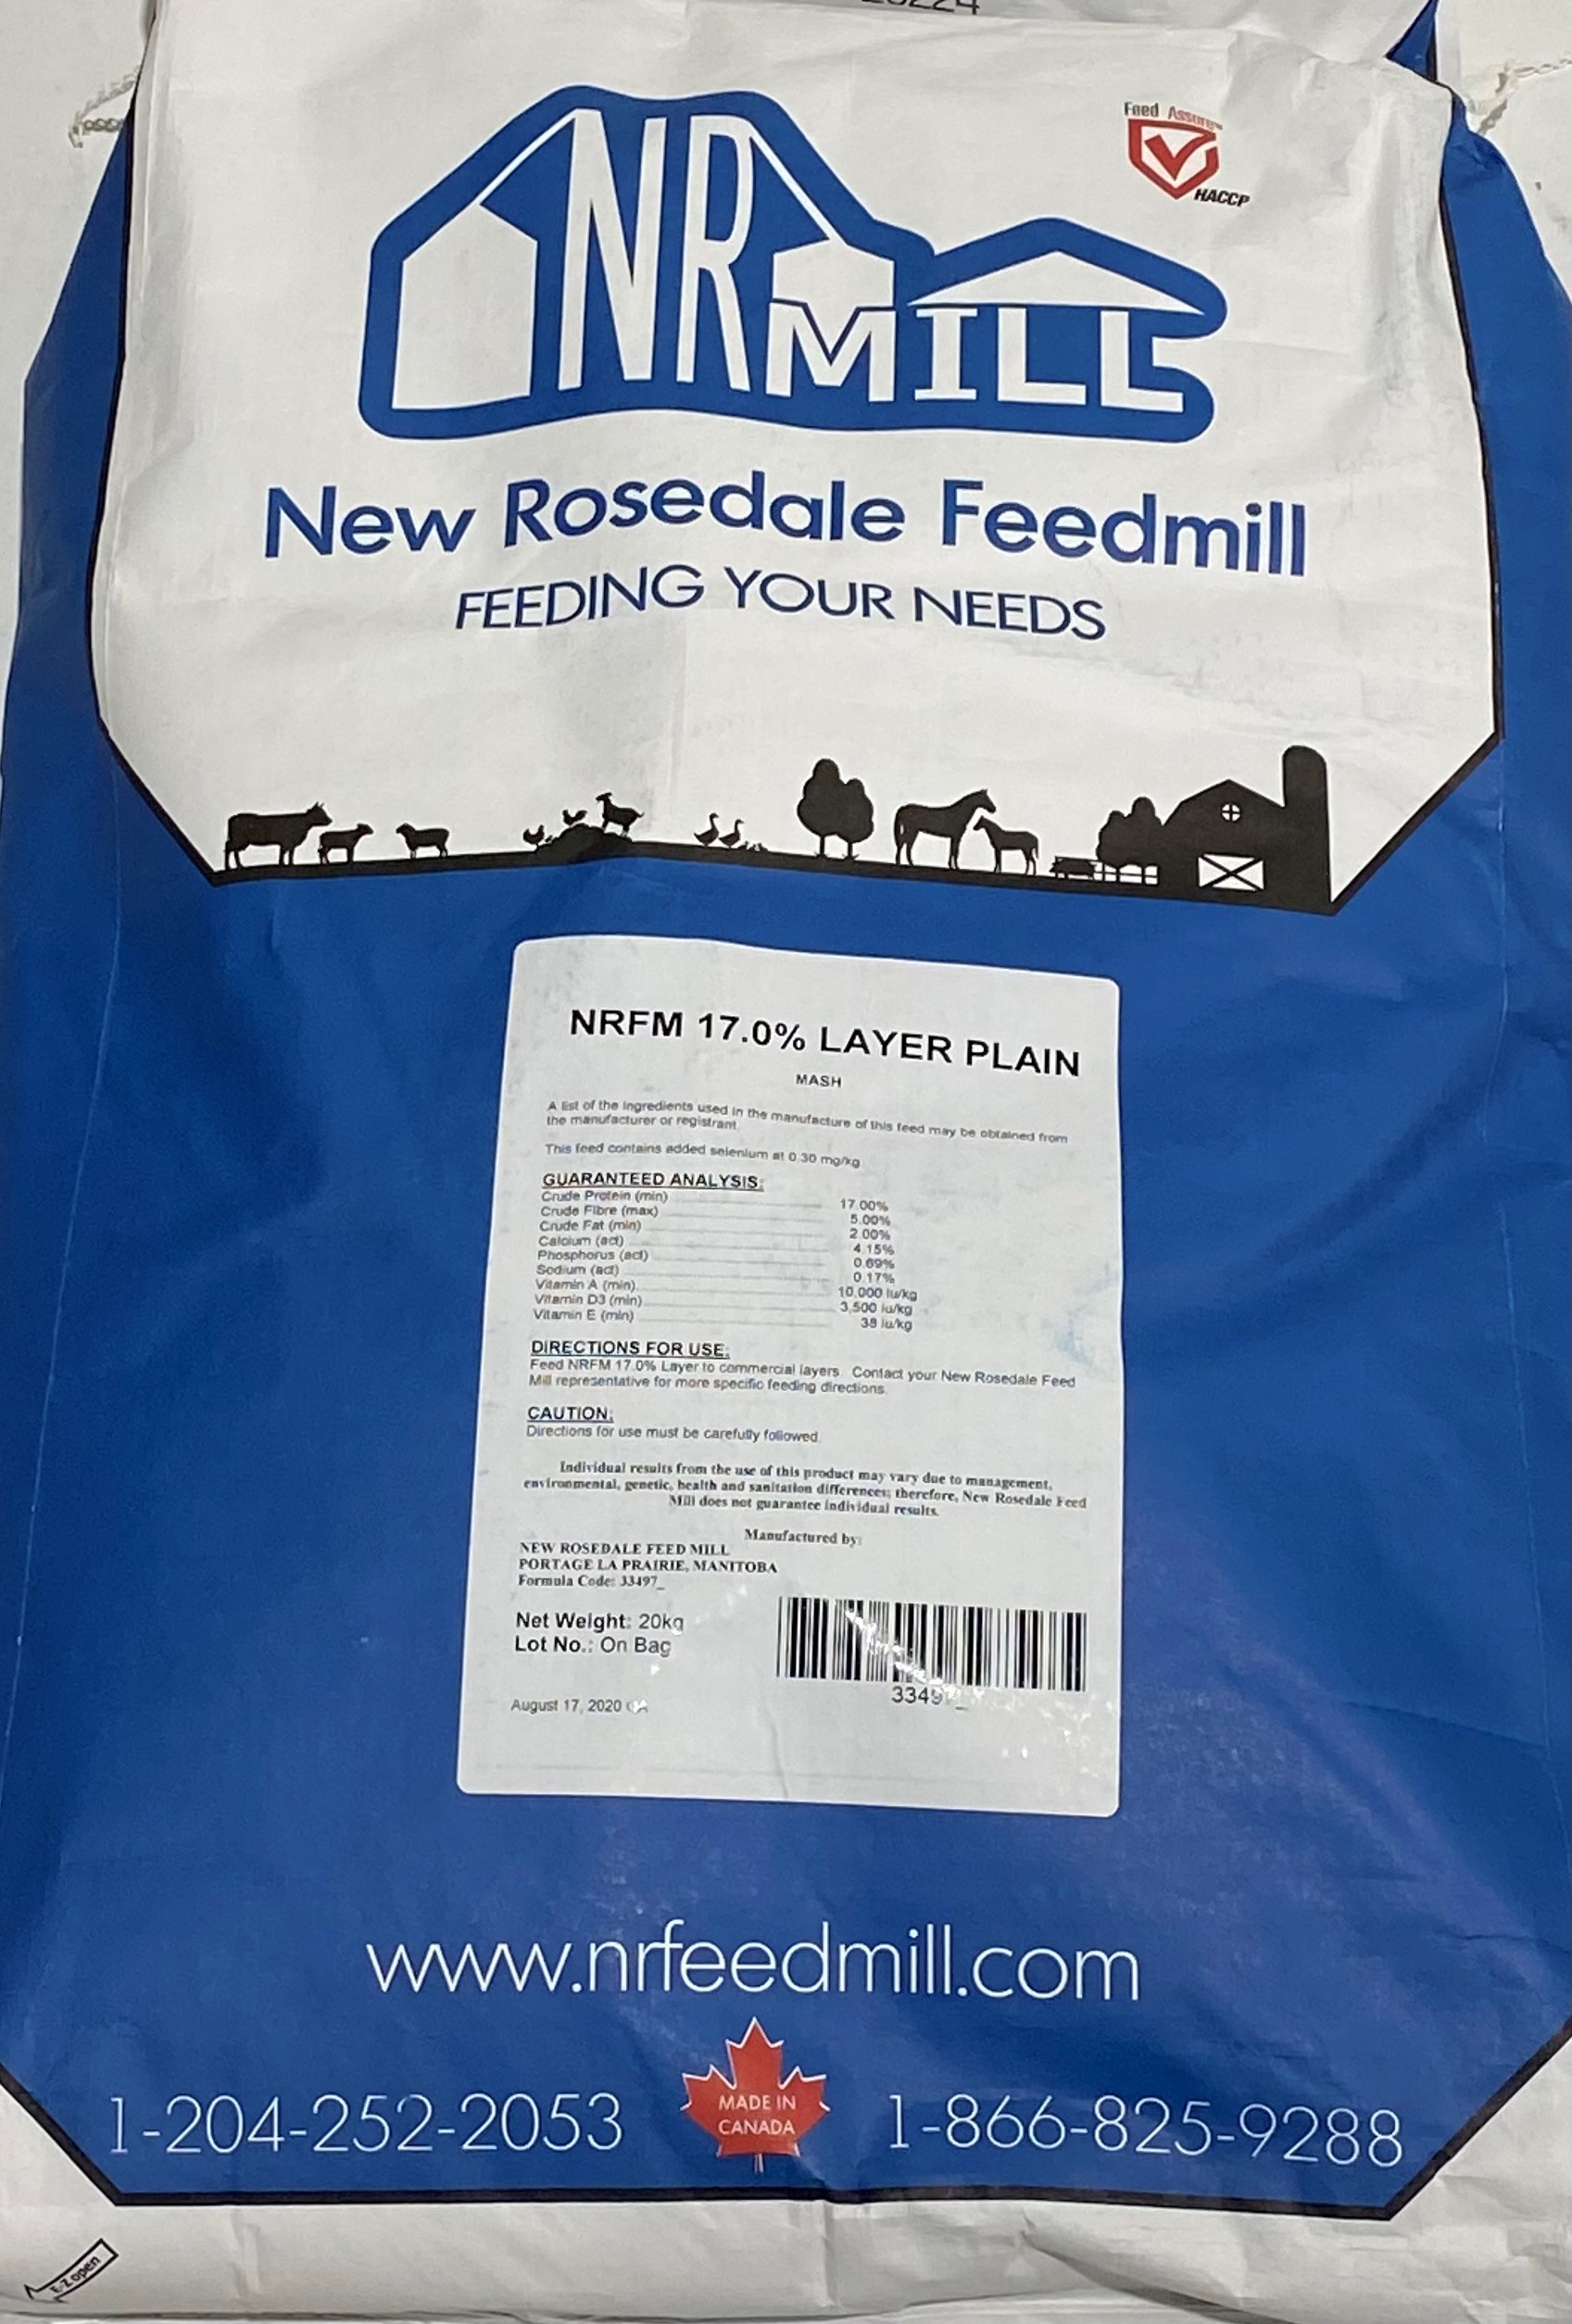 Feed Assure™
HACCP
NR
MILL
New Rosedale Feedmill
FEEDING YOUR NEEDS
NRFM 17.0% LAYER PLAIN
MASH
A list of the ingredients used in the manufacture of this feed may be obtained from
the manufacturer or registrant.
This feed contains added selenium at 0.30 mg/kg
GUARANTEED ANALYSIS:
Crude Protein (min) 17.00%
Crude Fibre (max) 5.00%
Crude Fat (min) 2.00%
Calcium (act) 4.15%
Phosphorus (act) 0.69%
Sodium (act) 0.17%
Vitamin A (min) 10,000 iu/kg
Vitamin D3 (min) 3,500 iu/kg
Vitamin E (min) 38 iu/kg
DIRECTIONS FOR USE:
Feed NRFM 17.0% Layer to commercial layers. Contact your New Rosedale Feed
Mill representative for more specific feeding directions.
CAUTION:
Directions for use must be carefully followed.
Individual results from the use of this product may vary due to management,
environmental, genetic, health and sanitation differences; therefore, New Rosedale Feed
Mill does not guarantee individual results.
Manufactured by:
NEW ROSEDALE FEED MILL
PORTAGE LA PRAIRIE, MANITOBA
Formula Code: 33497_
Net Weight: 20kg
Lot No.: On Bag
August 17, 2020
www.nrfeedmill.com
1-204-252-2053
MADE IN
CANADA
1-866-825-9288
E-Z open